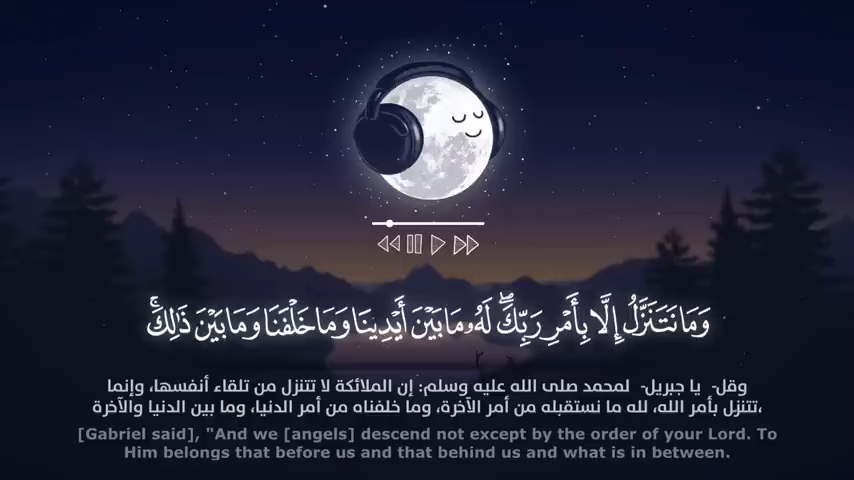 وَمَا نَتَنَزَّلُ إِلَّا بِأَمْرِ رَبِّكَ ۖ لَهُۥ مَا بَيْنَ أَيْدِينَا وَمَا خَلْفَنَا وَمَا بَيْنَ ذَٰلِكَ ۚ
وقل- يا جبريل- لمحمد صلى الله عليه وسلم: إن الملائكة لا تتنزل من تلقاء أنفسها، وإنما
تتنزل بأمر الله، لله ما نستقبله من أمر الآخرة، وما خلفناه من أمر الدنيا، وما بين الدنيا والآخرة،
[Gabriel said], "And we [angels] descend not except by the order of your Lord. To
Him belongs that before us and that behind us and what is in between.